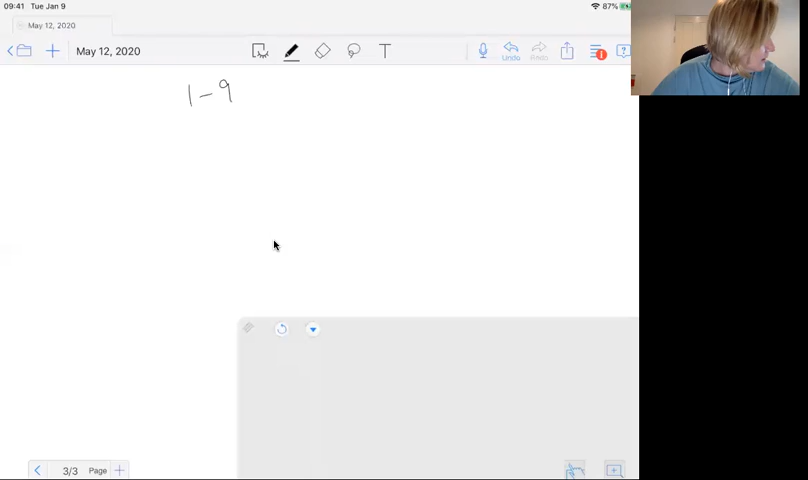 09:41 Tue Jan 9 87%
May 12, 2020
May 12, 2020 T Undo Redo 1 ?
1-9
3/3 Page